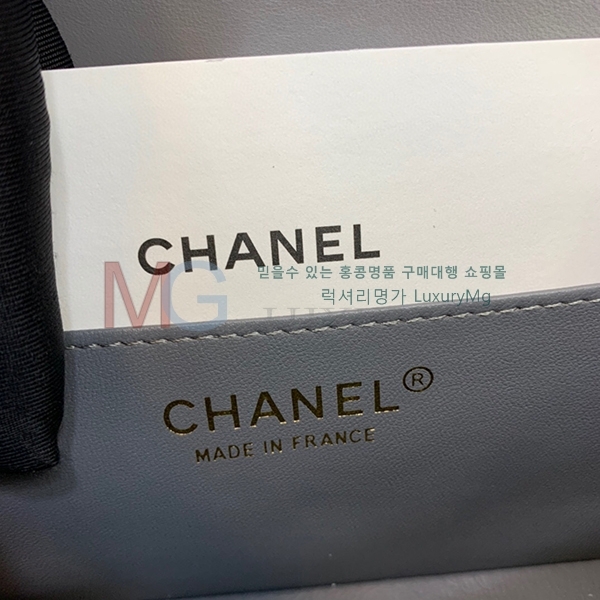 CHANEL
믿을수 있는 홍콩명품 구매대행 쇼핑몰
MG
럭셔리명가 LuxuryMg
CHANEL®
MADE IN FRANCE